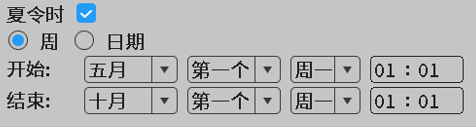 夏令时
周 日期
开始: 五月 第一个 周一 01 : 01
结束: 十月 第一个 周一 01 : 01